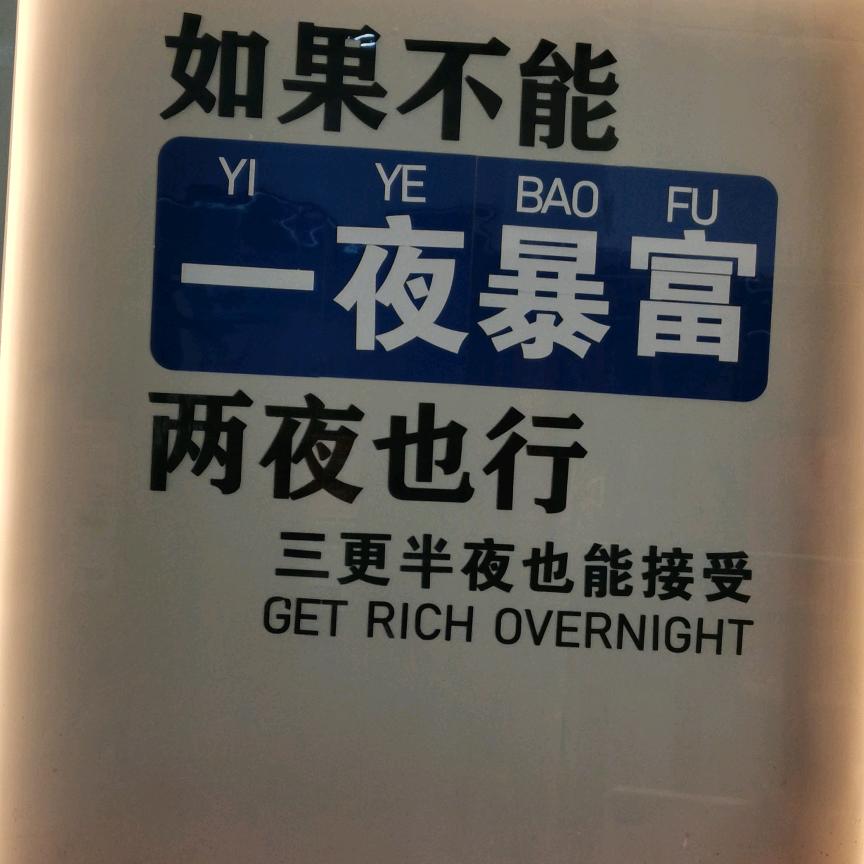 如果不能
YI YE BAO FU
一夜暴富
两夜也行
三更半夜也能接受
GET RICH OVERNIGHT